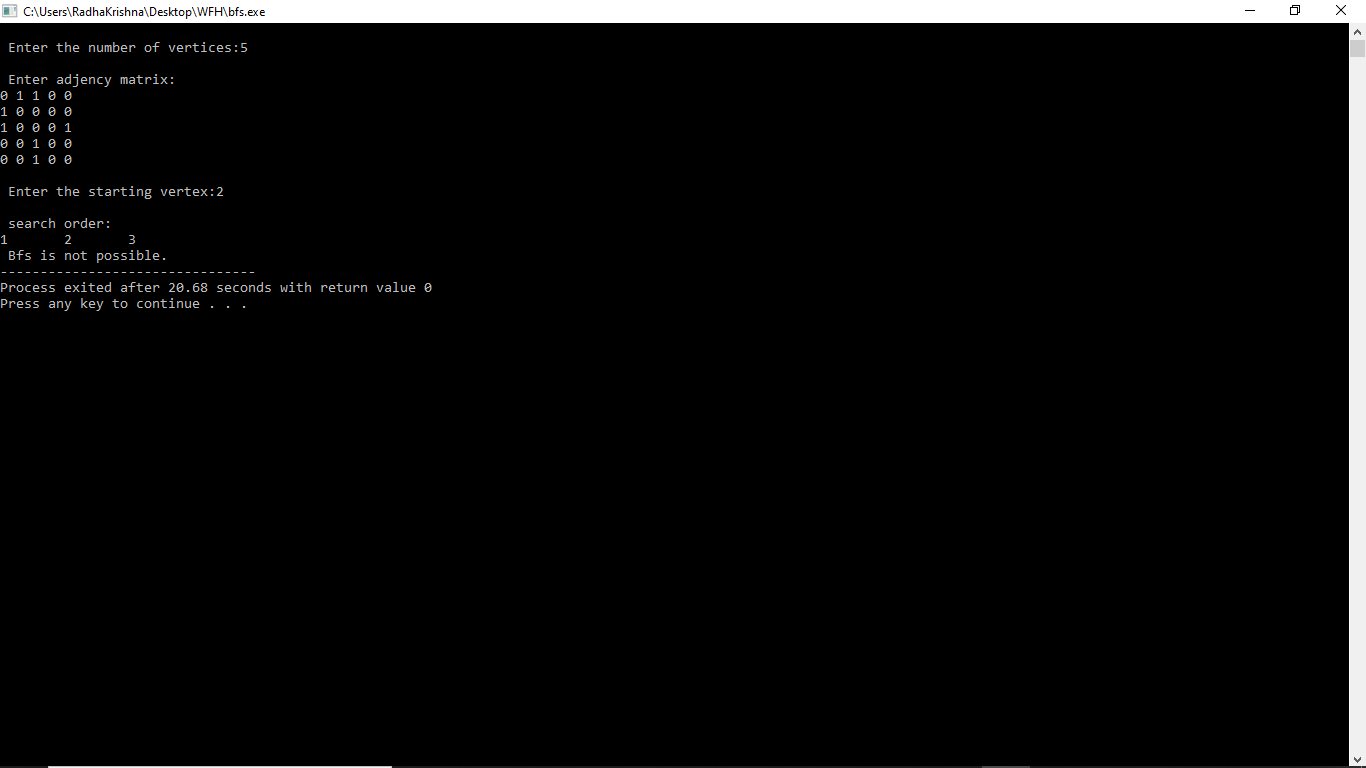 C:\Users\RadhaKrishna\Desktop\WFH\bfs.exe
Enter the number of vertices:5
Enter adjency matrix:
0 1 1 0 0
1 0 0 0 0
1 0 0 0 1
0 0 1 0 0
0 0 1 0 0
Enter the starting vertex:2
search order:
1 2 3
Bfs is not possible.
--------------------------------
Process exited after 20.68 seconds with return value 0
Press any key to continue . . .